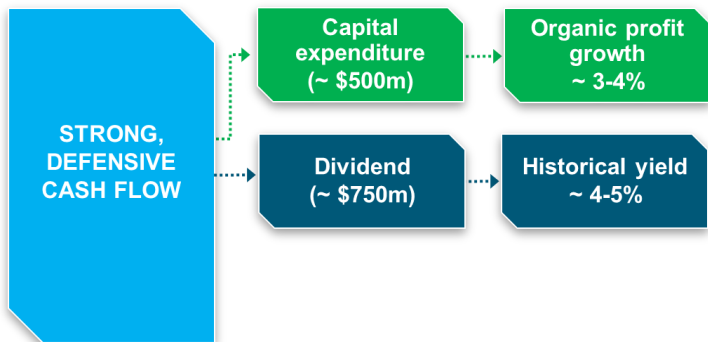 STRONG,
DEFENSIVE
CASH FLOW
Capital
expenditure
(~ $500m)
Organic profit
growth
~ 3-4%
Dividend
(~ $750m)
Historical yield
~ 4-5%